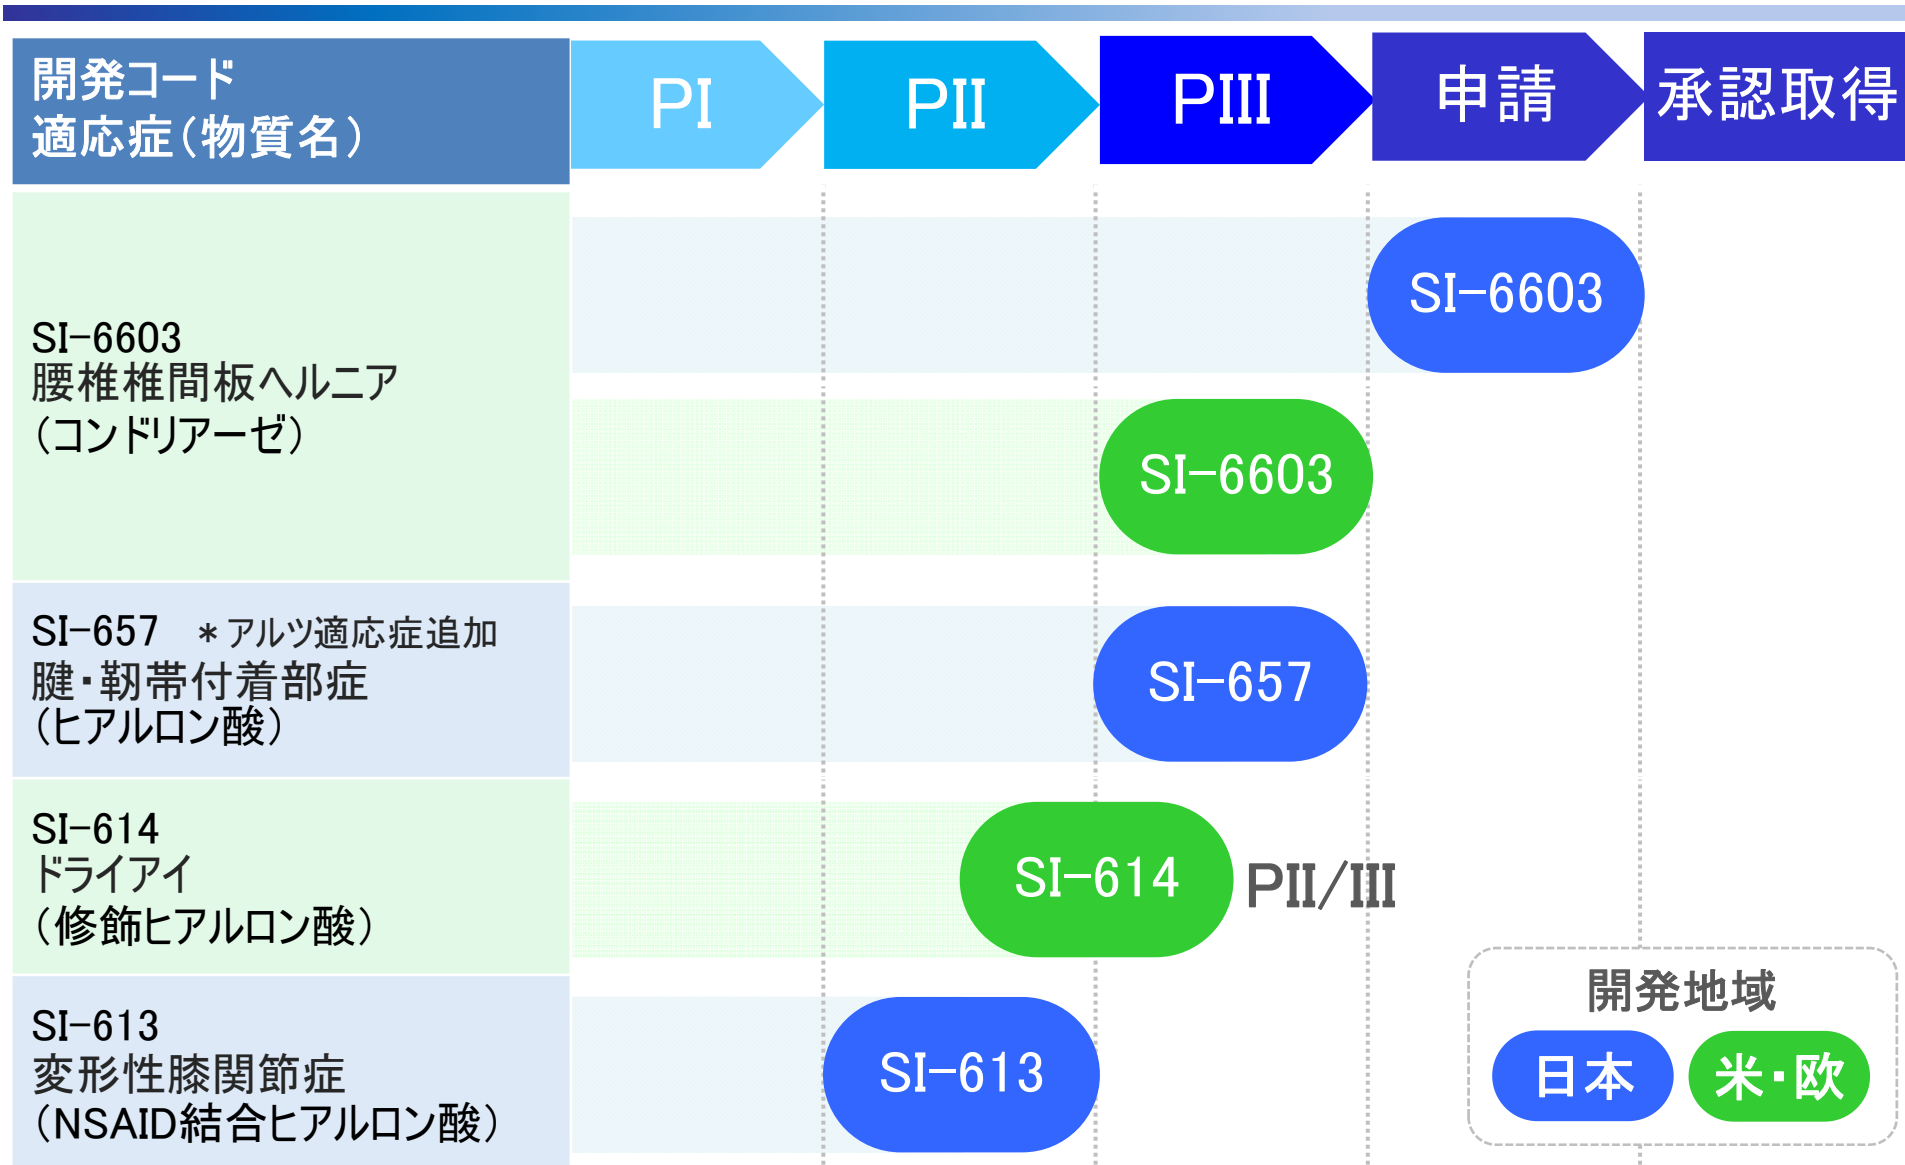 開発コード
適応症(物質名)
PI
PII
PIII
申請
承認取得
SI-6603
腰椎椎間板ヘルニア
(コンドリアーゼ)
SI-6603
SI-6603
SI-657 *アルツ適応症追加
腱・靭帯付着部症
(ヒアルロン酸)
SI-657
SI-614
ドライアイ
(修飾ヒアルロン酸)
SI-614
PII/III
SI-613
変形性膝関節症
(NSAID結合ヒアルロン酸)
SI-613
開発地域
日本
米・欧